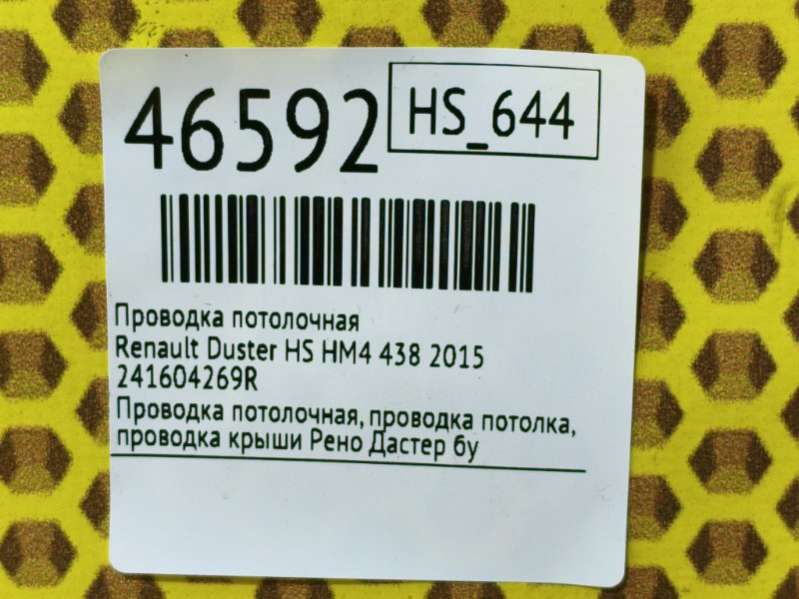 46592
HS_644
Проводка потолочная
Renault Duster HS HM4 438 2015
241604269R
Проводка потолочная, проводка потолка,
проводка крыши Рено Дастер бу